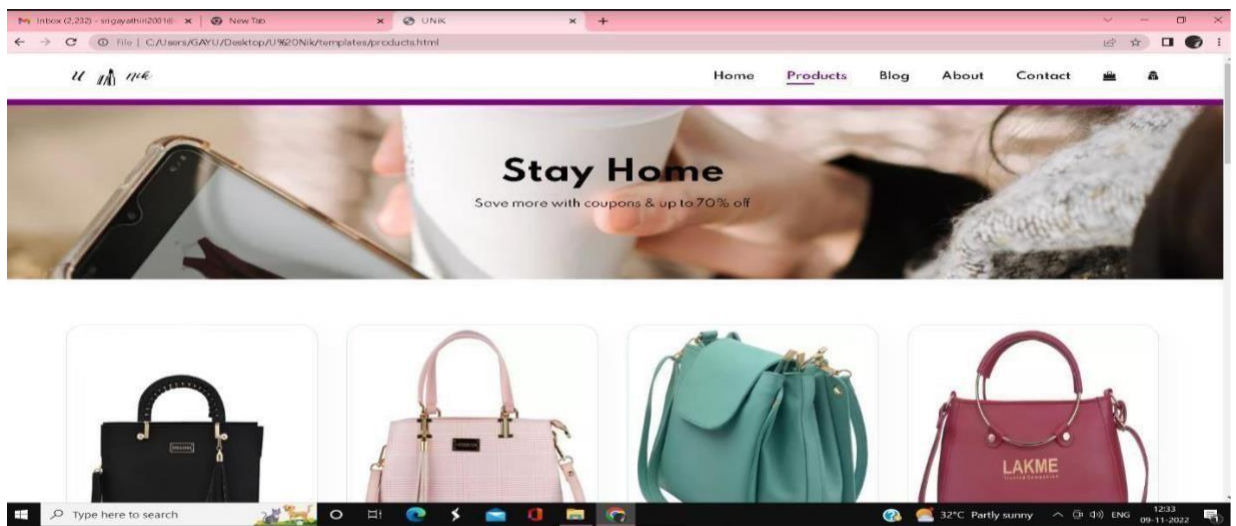 Inbox (2,232) - srigayathiri2001@
New Tab
UNIK
File | C:/Users/GAYU/Desktop/U%20Nik/templates/products.html
U nik
Home Products Blog About Contact
Stay Home
Save more with coupons & up to 70% off
LAKME
Type here to search
32°C Partly sunny
ENG
12:33
09-11-2022